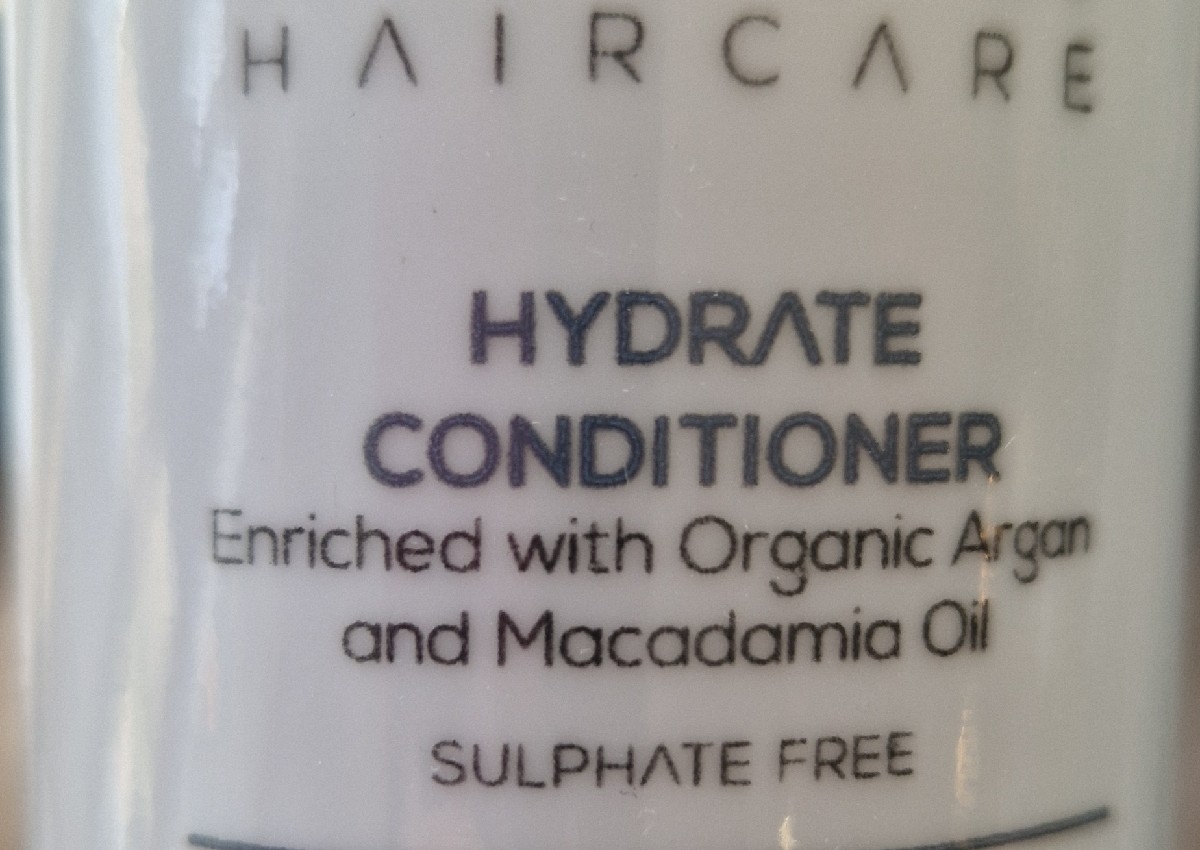 HAIRCARE
HYDRATE
CONDITIONER
Enriched with Organic Argan
and Macadamia Oil
SULPHATE FREE